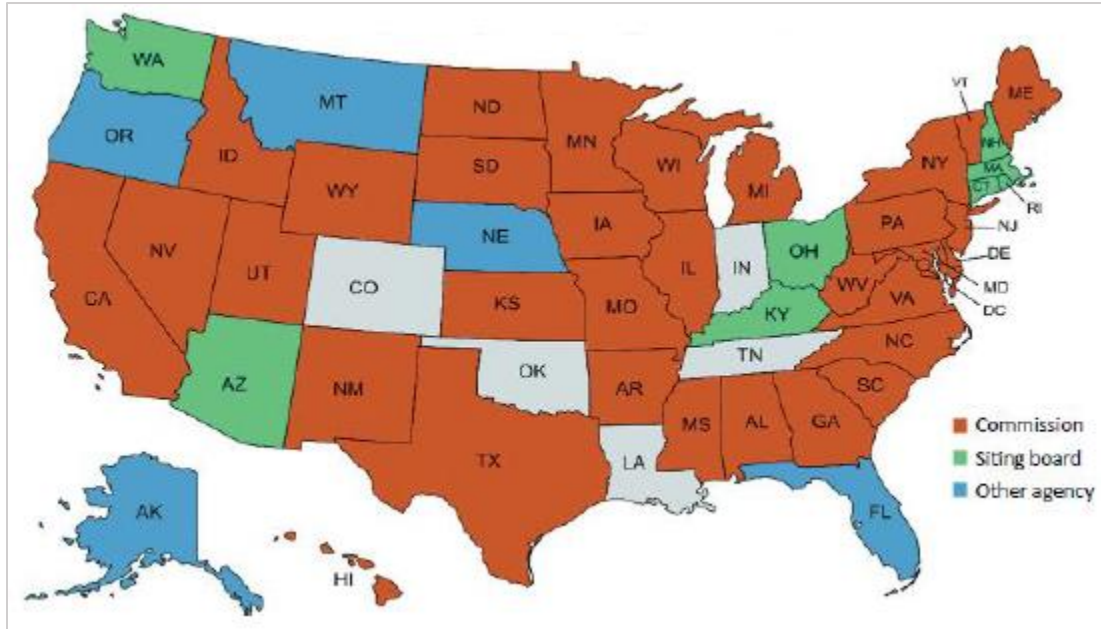 WA
VT
ME
MT
ND
OR
MN
NH
ID
SD
WI
NY
MA
WY
MI
CT
RI
IA
PA
NJ
NE
NV
OH
DE
IL
IN
UT
CO
WV
MD
CA
KS
MO
VA
DC
KY
NC
TN
OK
AZ
NM
AR
SC
MS
AL
GA
Commission
TX
LA
Siting board
Other agency
AK
FL
HI